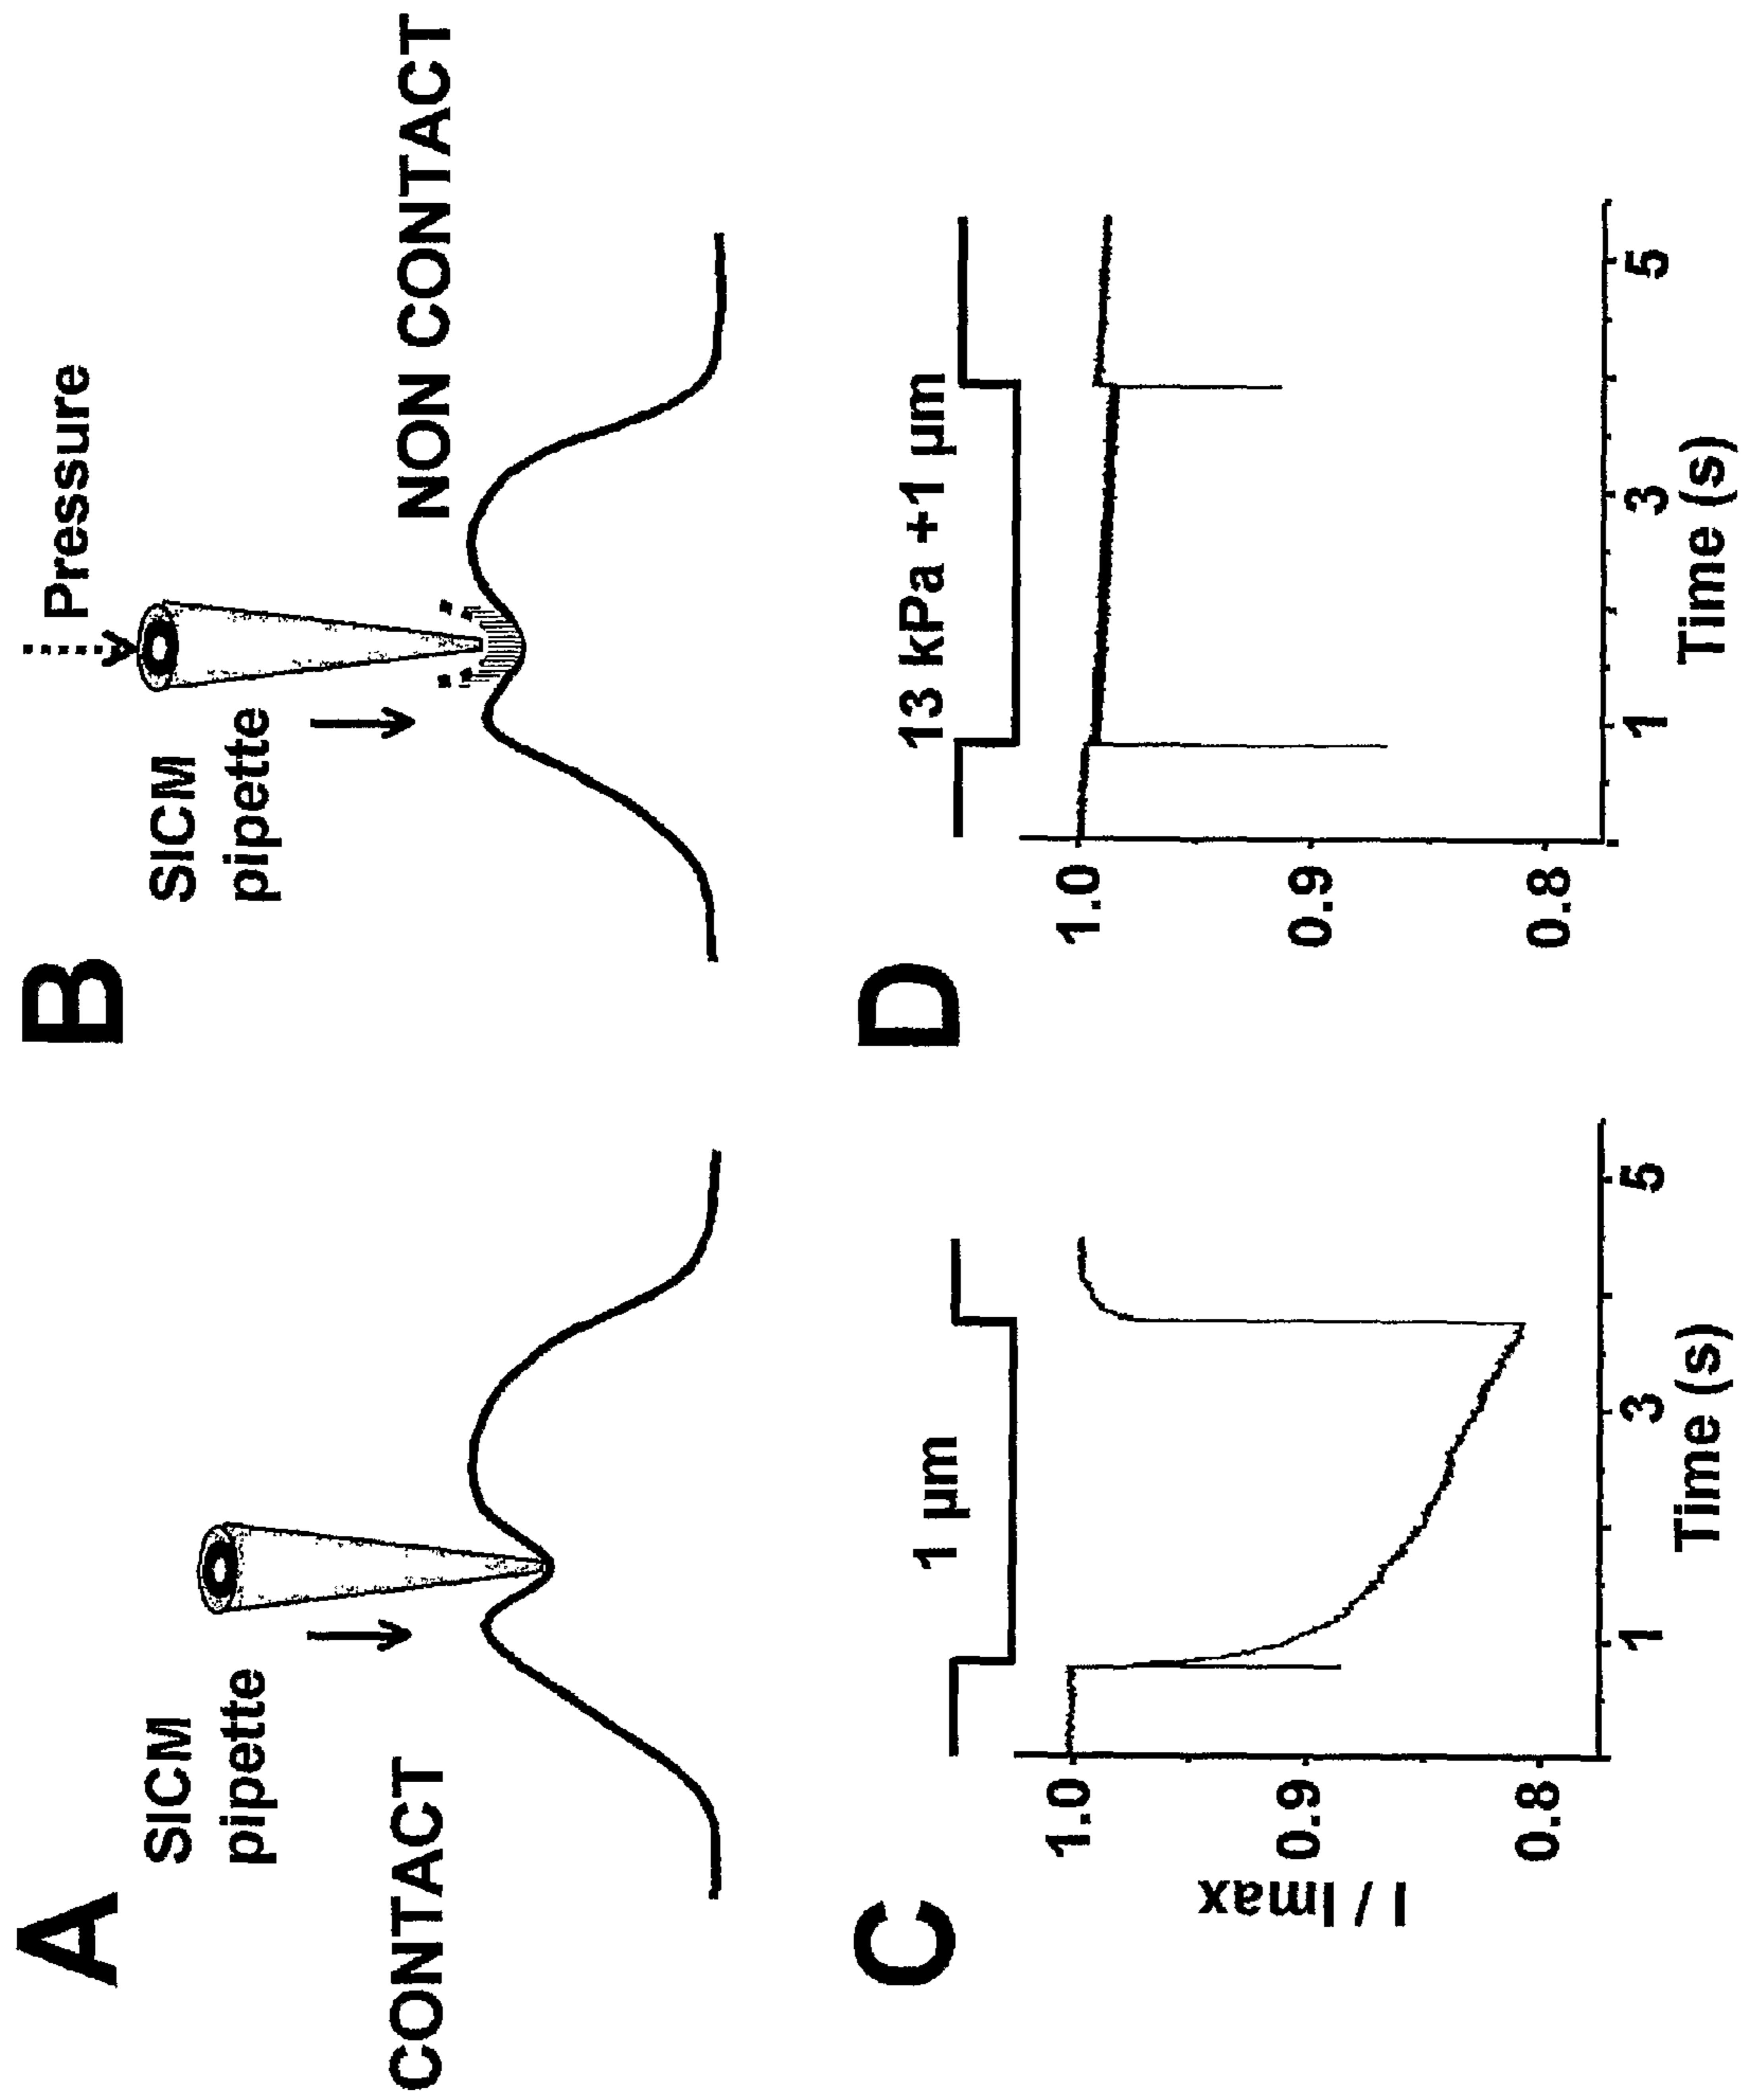 A
SICM
pipette
CONTACT
B
Pressure
SICM
pipette
NON CONTACT
C
1 µm
1.0
0.9
0.8
I / Imax
1
3
5
Time (s)
D
13 kPa +1 µm
1.0
0.9
0.8
1
3
5
Time (s)